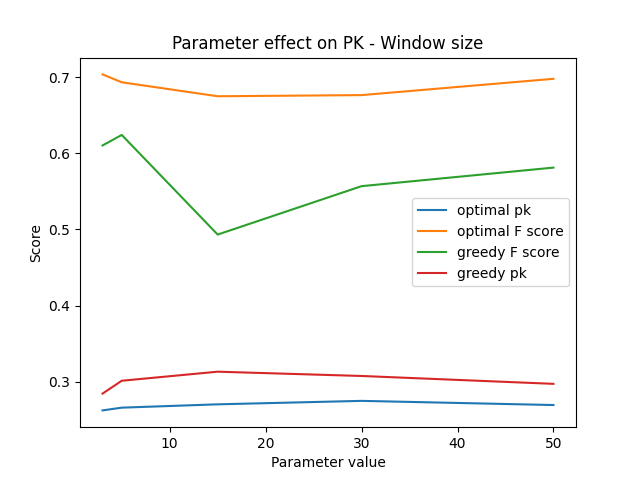 Parameter effect on PK - Window size
Score
0.7
0.6
0.5
0.4
0.3
optimal pk
optimal F score
greedy F score
greedy pk
10 20 30 40 50
Parameter value